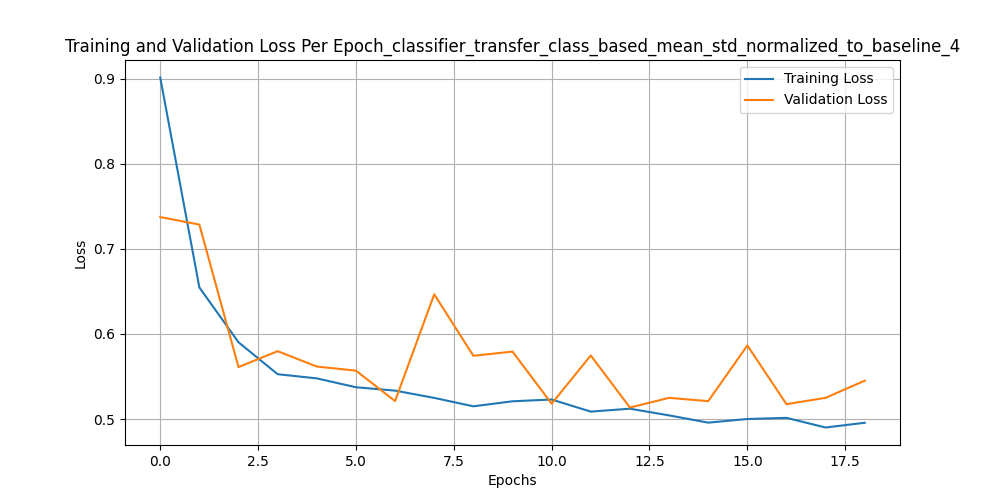 Training and Validation Loss Per Epoch_classifier_transfer_class_based_mean_std_normalized_to_baseline_4
Training Loss
Validation Loss
0.9
0.8
0.7
0.6
0.5
Loss
0.0
2.5
5.0
7.5
10.0
12.5
15.0
17.5
Epochs